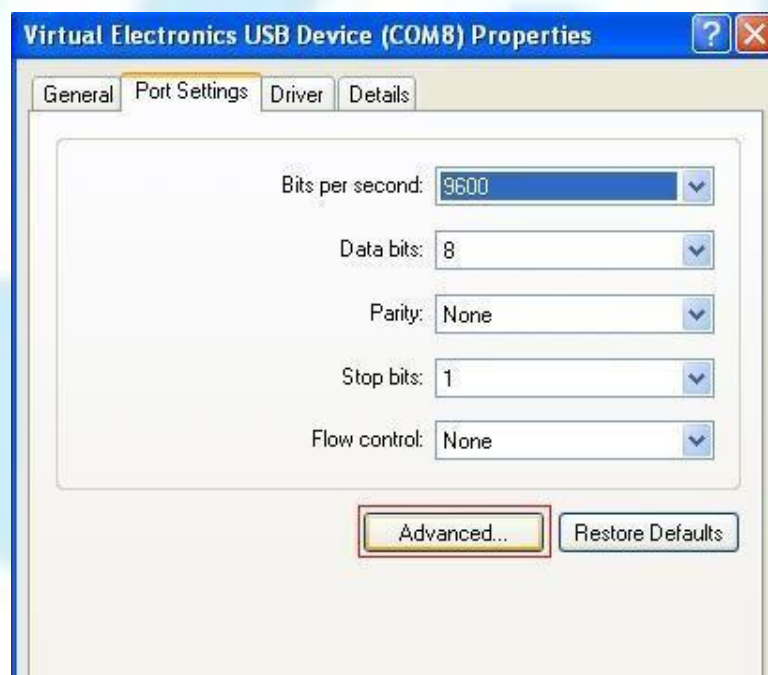 Virtual Electronics USB Device (COM8) Properties ?
General Port Settings Driver Details
Bits per second: 9600
Data bits: 8
Parity: None
Stop bits: 1
Flow control: None
Advanced... Restore Defaults